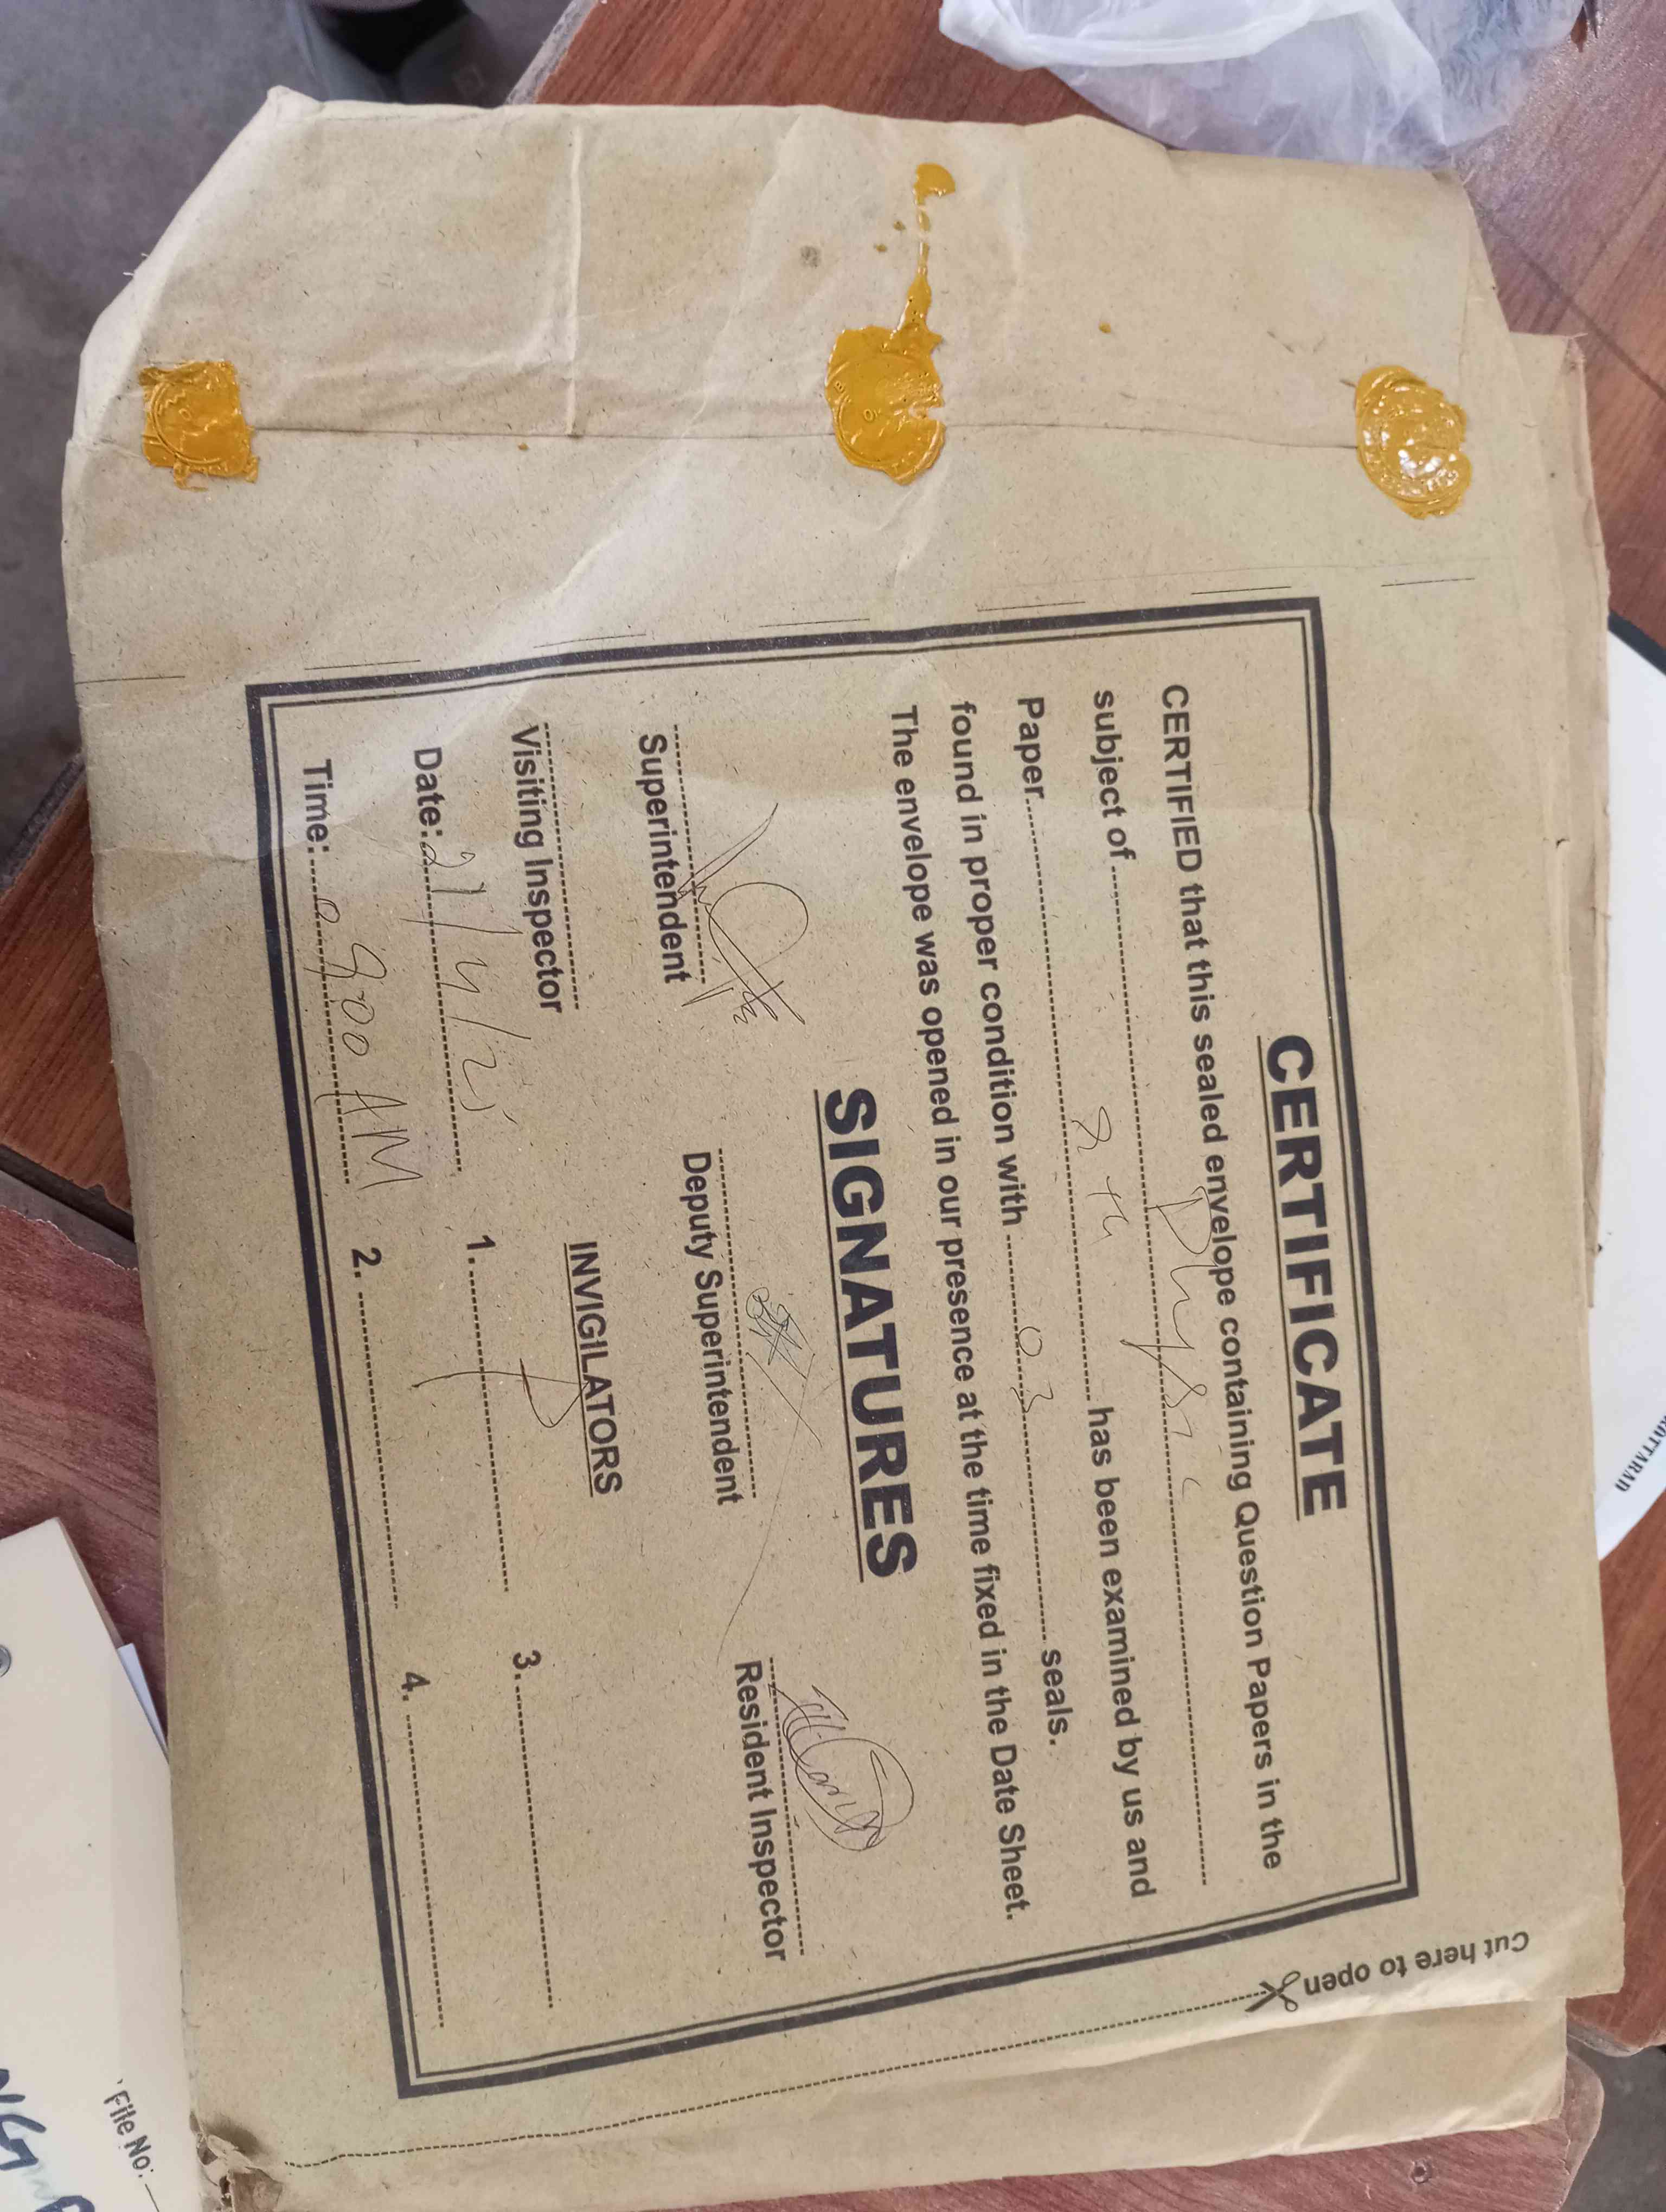 CERTIFICATE
CERTIFIED that this sealed envelope containing Question Papers in the
subject of Physic
Paper 9th has been examined by us and
found in proper condition with 03 seals.
The envelope was opened in our presence at the time fixed in the Date Sheet.
SIGNATURES
Superintendent
Deputy Superintendent
Resident Inspector
Visiting Inspector
INVIGILATORS
Date: 21/4/25
1.
3.
Time: 9:00 AM
2.
4.
Cut here to open
File No: